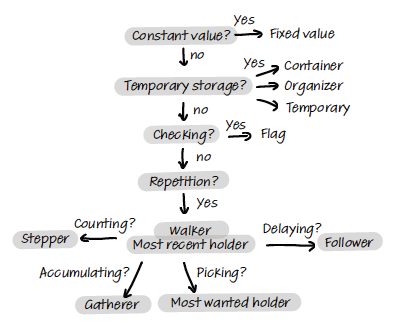 Constant value?
Yes
Fixed value
no
Temporary storage?
Yes
Container
Organizer
Temporary
no
Checking?
Yes
Flag
no
Repetition?
Yes
Walker
Most recent holder
Counting?
Stepper
Delaying?
Follower
Accumulating?
Gatherer
Picking?
Most wanted holder